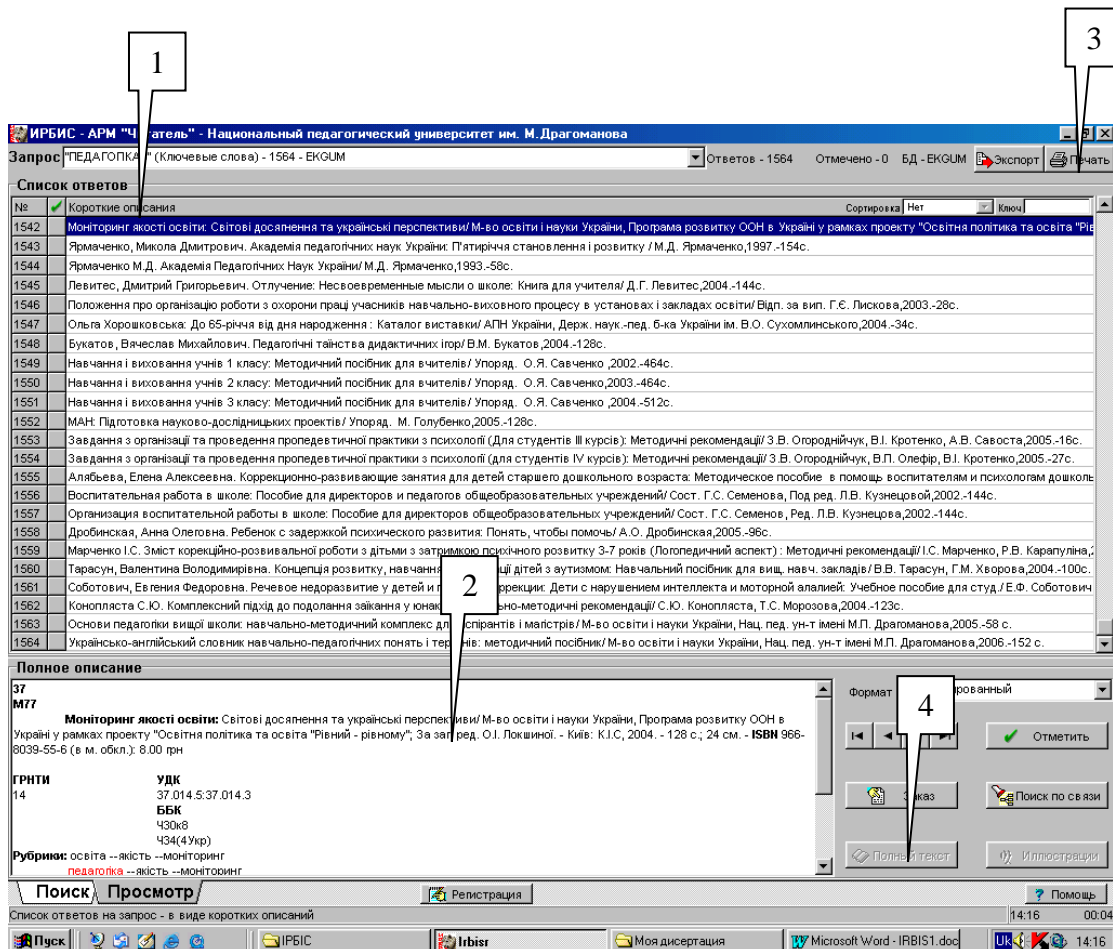 1
3
ИРБИС - АРМ "Ч татель" - Национальный педагогический университет им. М.Драгоманова
Запрос "ПЕДАГОГІКА " (Ключевые слова) - 1564 - EKGUM Ответов - 1564 Отмечено - 0 БД - EKGUM Экспорт Печать
Список ответов
№ Короткие описания Сортировка Нет Ключ
1542 Моніторинг якості освіти: Світові досягнення та українські перспективи/ М-во освіти і науки України, Програма розвитку ООН в Україні у рамках проекту "Освітня політика та освіта "Рів
1543 Ярмаченко, Микола Дмитрович. Академія педагогічних наук України: П'ятиріччя становлення і розвитку / М.Д. Ярмаченко,1997.-154с.
1544 Ярмаченко М.Д. Академія Педагогічних Наук України/ М.Д. Ярмаченко,1993.-58с.
1545 Левитес, Дмитрий Григорьевич. Отлучение: Несвоевременные мысли о школе: Книга для учителя/ Д.Г. Левитес,2004.-144с.
1546 Положення про організацію роботи з охорони праці учасників навчально-виховного процесу в установах і закладах освіти/ Відп. за вип. Г.Є. Лискова,2003.-28с.
1547 Ольга Хорошковська: До 65-річчя від дня народження : Каталог виставки/ АПН України, Держ. наук.-пед. б-ка України ім. В.О. Сухомлинського,2004.-34с.
1548 Букатов, Вячеслав Михайлович. Педагогічні таїнства дидактичних ігор/ В.М. Букатов,2004.-128с.
1549 Навчання і виховання учнів 1 класу: Методичний посібник для вчителів/ Упоряд. О.Я. Савченко ,2002.-464с.
1550 Навчання і виховання учнів 2 класу: Методичний посібник для вчителів/ Упоряд. О.Я. Савченко,2003.-464с.
1551 Навчання і виховання учнів 3 класу: Методичний посібник для вчителів/ Упоряд. О.Я. Савченко ,2004.-512с.
1552 МАН: Підготовка науково-дослідницьких проектів/ Упоряд. М. Голубенко,2005.-128с.
1553 Завдання з організації та проведення пропедевтичної практики з психології (Для студентів ІІІ курсів): Методичні рекомендації/ З.В. Огороднійчук, В.І. Кротенко, А.В. Савоста,2005.-16с.
1554 Завдання з організації та проведення пропедевтичної практики з психології (для студентів ІV курсів): Методичні рекомендації/ З.В. Огороднійчук, В.П. Олефір, В.І. Кротенко,2005.-27с.
1555 Алябьева, Елена Алексеевна. Коррекционно-развивающие занятия для детей старшего дошкольного возраста: Методическое пособие в помощь воспитателям и психологам дошколь
1556 Воспитательная работа в школе: Пособие для директоров и педагогов общеобразовательных учреждений/ Сост. Г.С. Семенова, Под ред. Л.В. Кузнецовой,2002.-144с.
1557 Организация воспитательной работы в школе: Пособие для директоров общеобразовательных учреждений/ Сост. Г.С. Семенов, Ред. Л.В. Кузнецова,2002.-144с.
1558 Дробинская, Анна Олеговна. Ребенок с задержкой психического развития: Понять, чтобы помочь/ А.О. Дробинская,2005.-96с.
1559 Марченко І.С. Зміст корекційно-розвивальної роботи з дітьми з затримкою психічного розвитку 3-7 років (Логопедичний аспект) : Методичні рекомендації/ І.С. Марченко, Р.В. Карапуліна,2
1560 Тарасун, Валентина Володимирівна. Концепція розвитку, навчання ції дітей з аутизмом: Навчальний посібник для вищ. навч. закладів/ В.В. Тарасун, Г.М. Хворова,2004.-100с.
1561 Соботович, Евгения Федоровна. Речевое недоразвитие у детей и п ррекции: Дети с нарушением интеллекта и моторной алалией: Учебное пособие для студ./ Е.Ф. Соботович
1562 Конопляста С.Ю. Комплексний підхід до подолання заїкання у юнак ьно-методичні рекомендації/ С.Ю. Конопляста, Т.С. Морозова,2004.-123с.
1563 Основи педагогіки вищої школи: навчально-методичний комплекс дл спірантів і магістрів/ М-во освіти і науки України, Нац. пед. ун-т імені М.П. Драгоманова,2005.-58 с.
1564 Українсько-англійський словник навчально-педагогічних понять і тер нів: методичний посібник/ М-во освіти і науки України, Нац. пед. ун-т імені М.П. Драгоманова,2006.-152 с.
2
Полное описание
37
М77
Моніторинг якості освіти: Світові досягнення та українські перспективи/ М-во освіти і науки України, Програма розвитку ООН в
Україні у рамках проекту "Освітня політика та освіта "Рівний - рівному"; За заг. ред. О.І. Локшиної. - Київ: К.І.С, 2004. - 128 с.; 24 см. - ISBN 966-
8039-55-6 (в м. обкл.): 8.00 грн
ГРНТИ УДК
14 37.014.5:37.014.3
ББК
Ч30к8
Ч34(4Укр)
Рубрики: освіта --якість --моніторинг
педагогіка --якість --моніторинг
Формат рованный
4
Отметить
Заказ Поиск по связи
Полный текст Иллюстрации
Поиск Просмотр Регистрация Помощь
Список ответов на запрос - в виде коротких описаний 14:16 00:04
Пуск ІРБІС Irbisr Моя дисертация Microsoft Word - IRBIS1.doc Uk 14:16